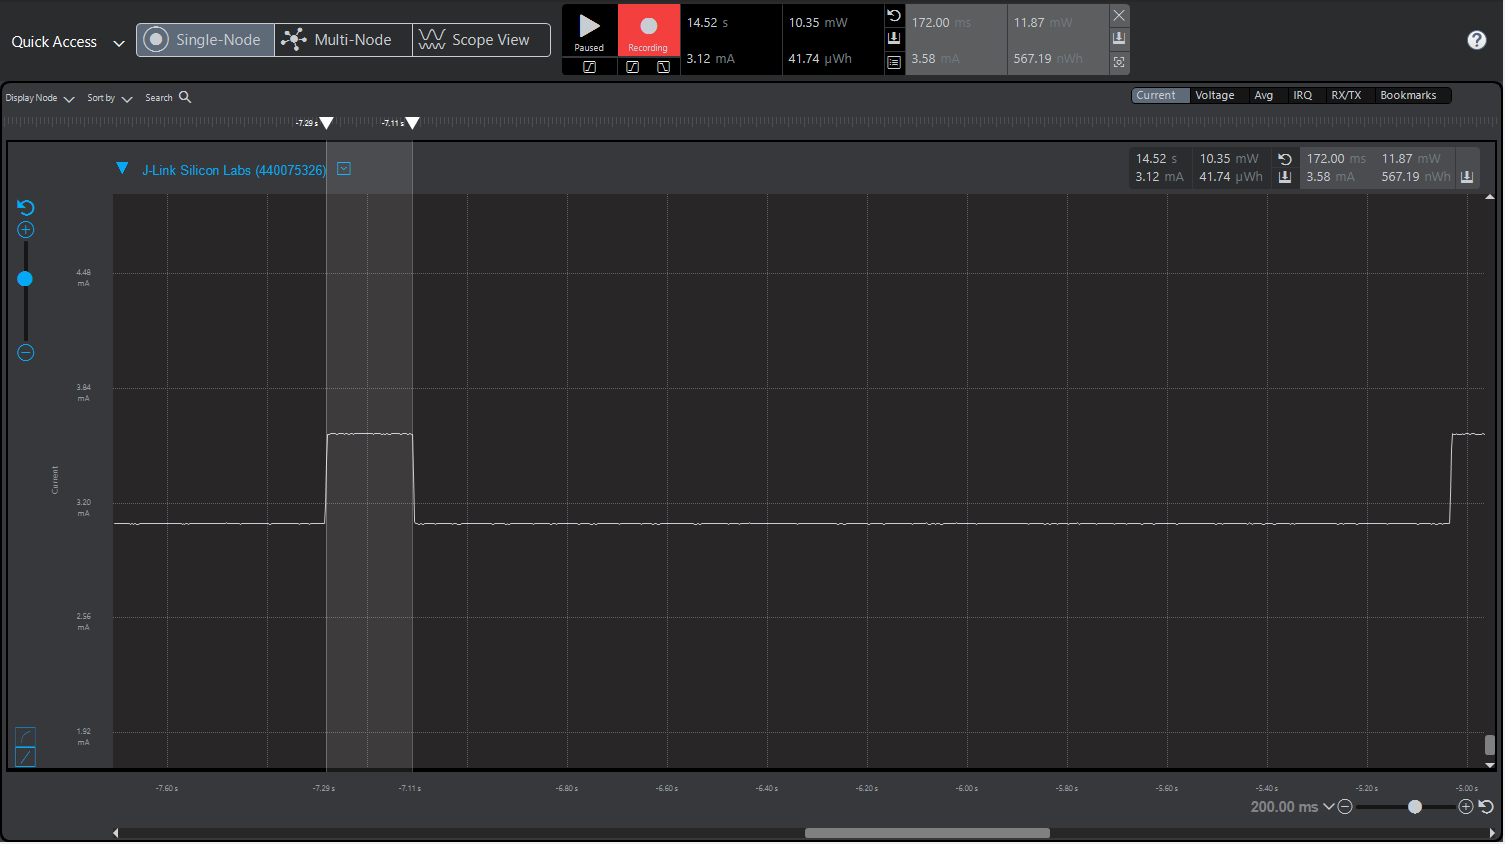 Quick Access
Single-Node
Multi-Node
Scope View
Paused
Recording
14.52 s
10.35 mW
3.12 mA
41.74 µWh
172.00 ms
11.87 mW
3.58 mA
567.19 nWh
?
Display Node
Sort by
Search
Current
Voltage
Avg
IRQ
RX/TX
Bookmarks
-7.29 s
-7.11 s
J-Link Silicon Labs (440075326)
14.52 s
10.35 mW
172.00 ms
11.87 mW
3.12 mA
41.74 µWh
3.58 mA
567.19 nWh
4.48
mA
3.84
mA
Current
3.20
mA
2.56
mA
1.92
mA
-7.60 s
-7.29 s
-7.11 s
-6.80 s
-6.60 s
-6.40 s
-6.20 s
-6.00 s
-5.80 s
-5.60 s
-5.40 s
-5.20 s
-5.00 s
200.00 ms